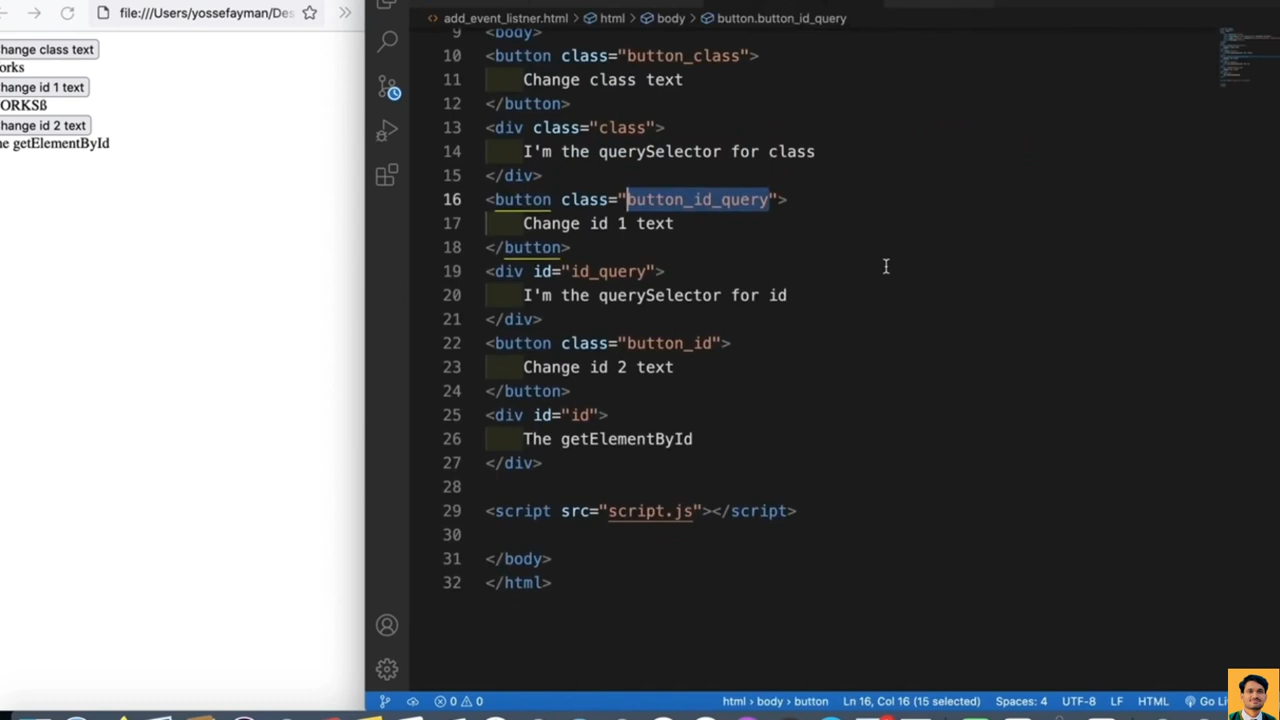 file:///Users/yossefayman/Des
hange class text
orks
hange id 1 text
ORKSß
hange id 2 text
e getElementById
add_event_listner.html > html > body > button.button_id_query
9 <body>
10 <button class="button_class">
11 Change class text
12 </button>
13 <div class="class">
14 I'm the querySelector for class
15 </div>
16 <button class="button_id_query">
17 Change id 1 text
18 </button>
19 <div id="id_query">
20 I'm the querySelector for id
21 </div>
22 <button class="button_id">
23 Change id 2 text
24 </button>
25 <div id="id">
26 The getElementById
27 </div>
28
29 <script src="script.js"></script>
30
31 </body>
32 </html>
0 0 html > body > button Ln 16, Col 16 (15 selected) Spaces: 4 UTF-8 LF HTML Go Li